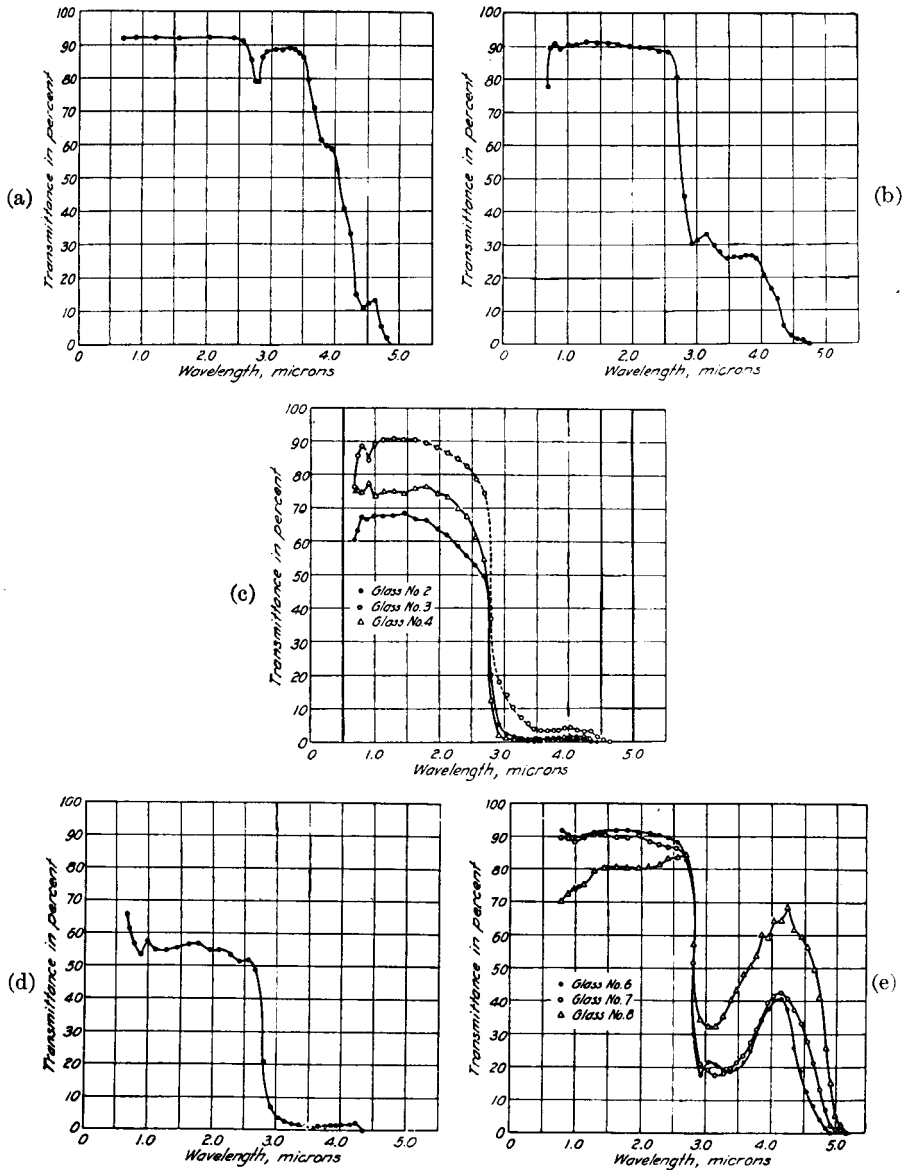 (a)
Transmittance in percent
100
90
80
70
60
50
40
30
20
10
0
0 1.0 2.0 3.0 4.0 5.0
Wavelength, microns
(b)
Transmittance in percent
100
90
80
70
60
50
40
30
20
10
0
0 1.0 2.0 3.0 4.0 5.0
Wavelength, microns
(c)
Transmittance in percent
100
90
80
70
60
50
40
30
20
10
0
Glass No. 2
Glass No. 3
Glass No. 4
0 1.0 2.0 3.0 4.0 5.0
Wavelength, microns
(d)
Transmittance in percent
100
90
80
70
60
50
40
30
20
10
0
0 1.0 2.0 3.0 4.0 5.0
Wavelength, microns
(e)
Transmittance in percent
100
90
80
70
60
50
40
30
20
10
0
Glass No. 6
Glass No. 7
Glass No. 8
0 1.0 2.0 3.0 4.0 5.0
Wavelength, microns